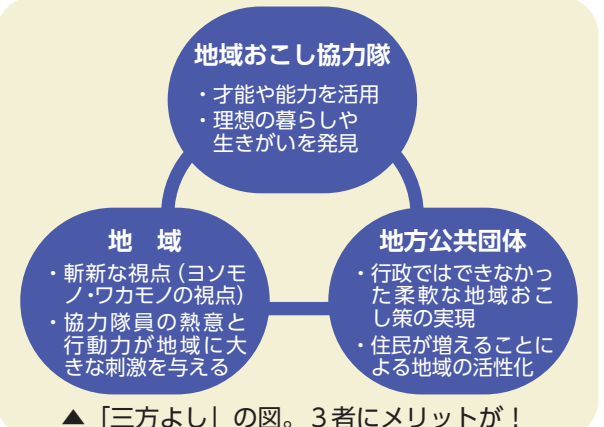 地域おこし協力隊
・才能や能力を活用
・理想の暮らしや
生きがいを発見
地　域
・斬新な視点（ヨソモ
ノ・ワカモノの視点）
・協力隊員の熱意と
行動力が地域に大
きな刺激を与える
地方公共団体
・行政ではできなかっ
た柔軟な地域おこ
し策の実現
・住民が増えることに
よる地域の活性化
▲「三方よし」の図。３者にメリットが！